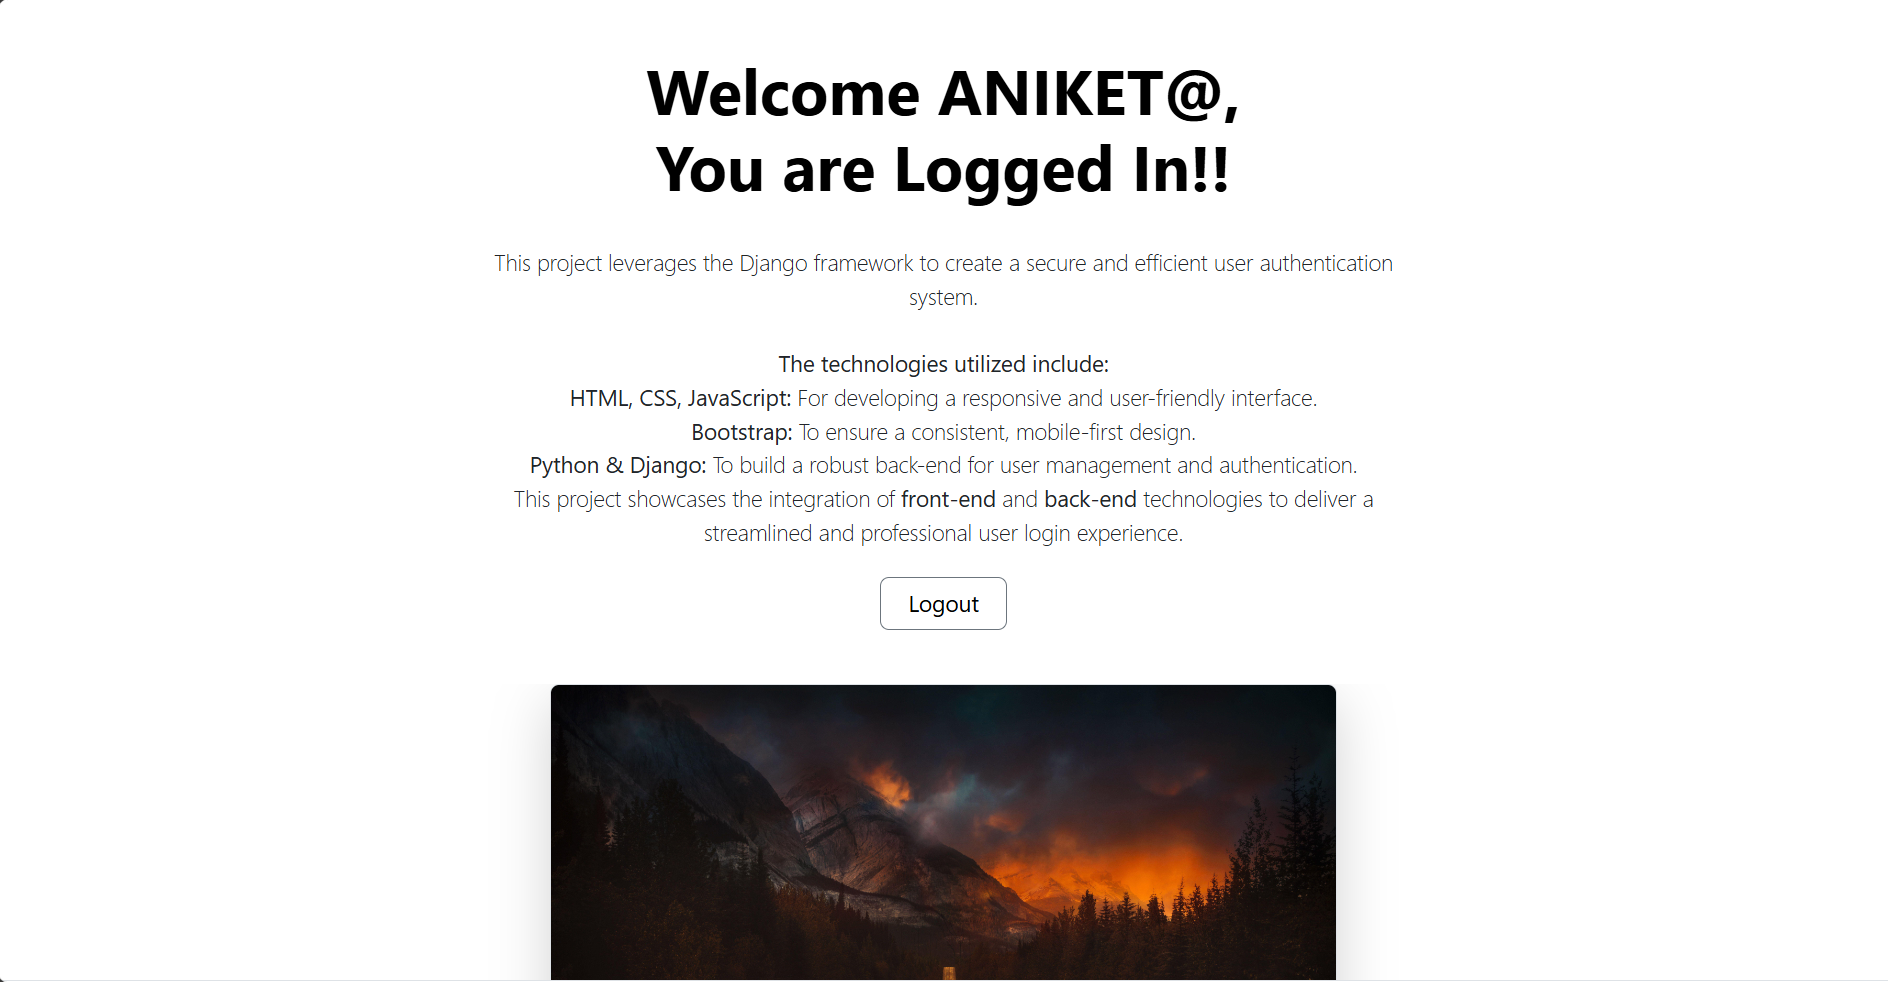 Welcome ANIKET@,
You are Logged In!!
This project leverages the Django framework to create a secure and efficient user authentication
system.
The technologies utilized include:
HTML, CSS, JavaScript: For developing a responsive and user-friendly interface.
Bootstrap: To ensure a consistent, mobile-first design.
Python & Django: To build a robust back-end for user management and authentication.
This project showcases the integration of front-end and back-end technologies to deliver a
streamlined and professional user login experience.
Logout